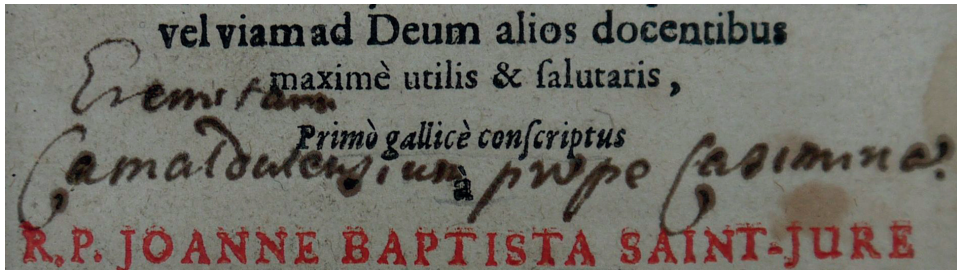 vel viam ad Deum alios docentibus
maximè utilis & ſalutaris,
Eremitarum
Primò gallicè conſcriptus
Camaldulensium prope
à
R.P. JOANNE BAPTISTA SAINT-JURE